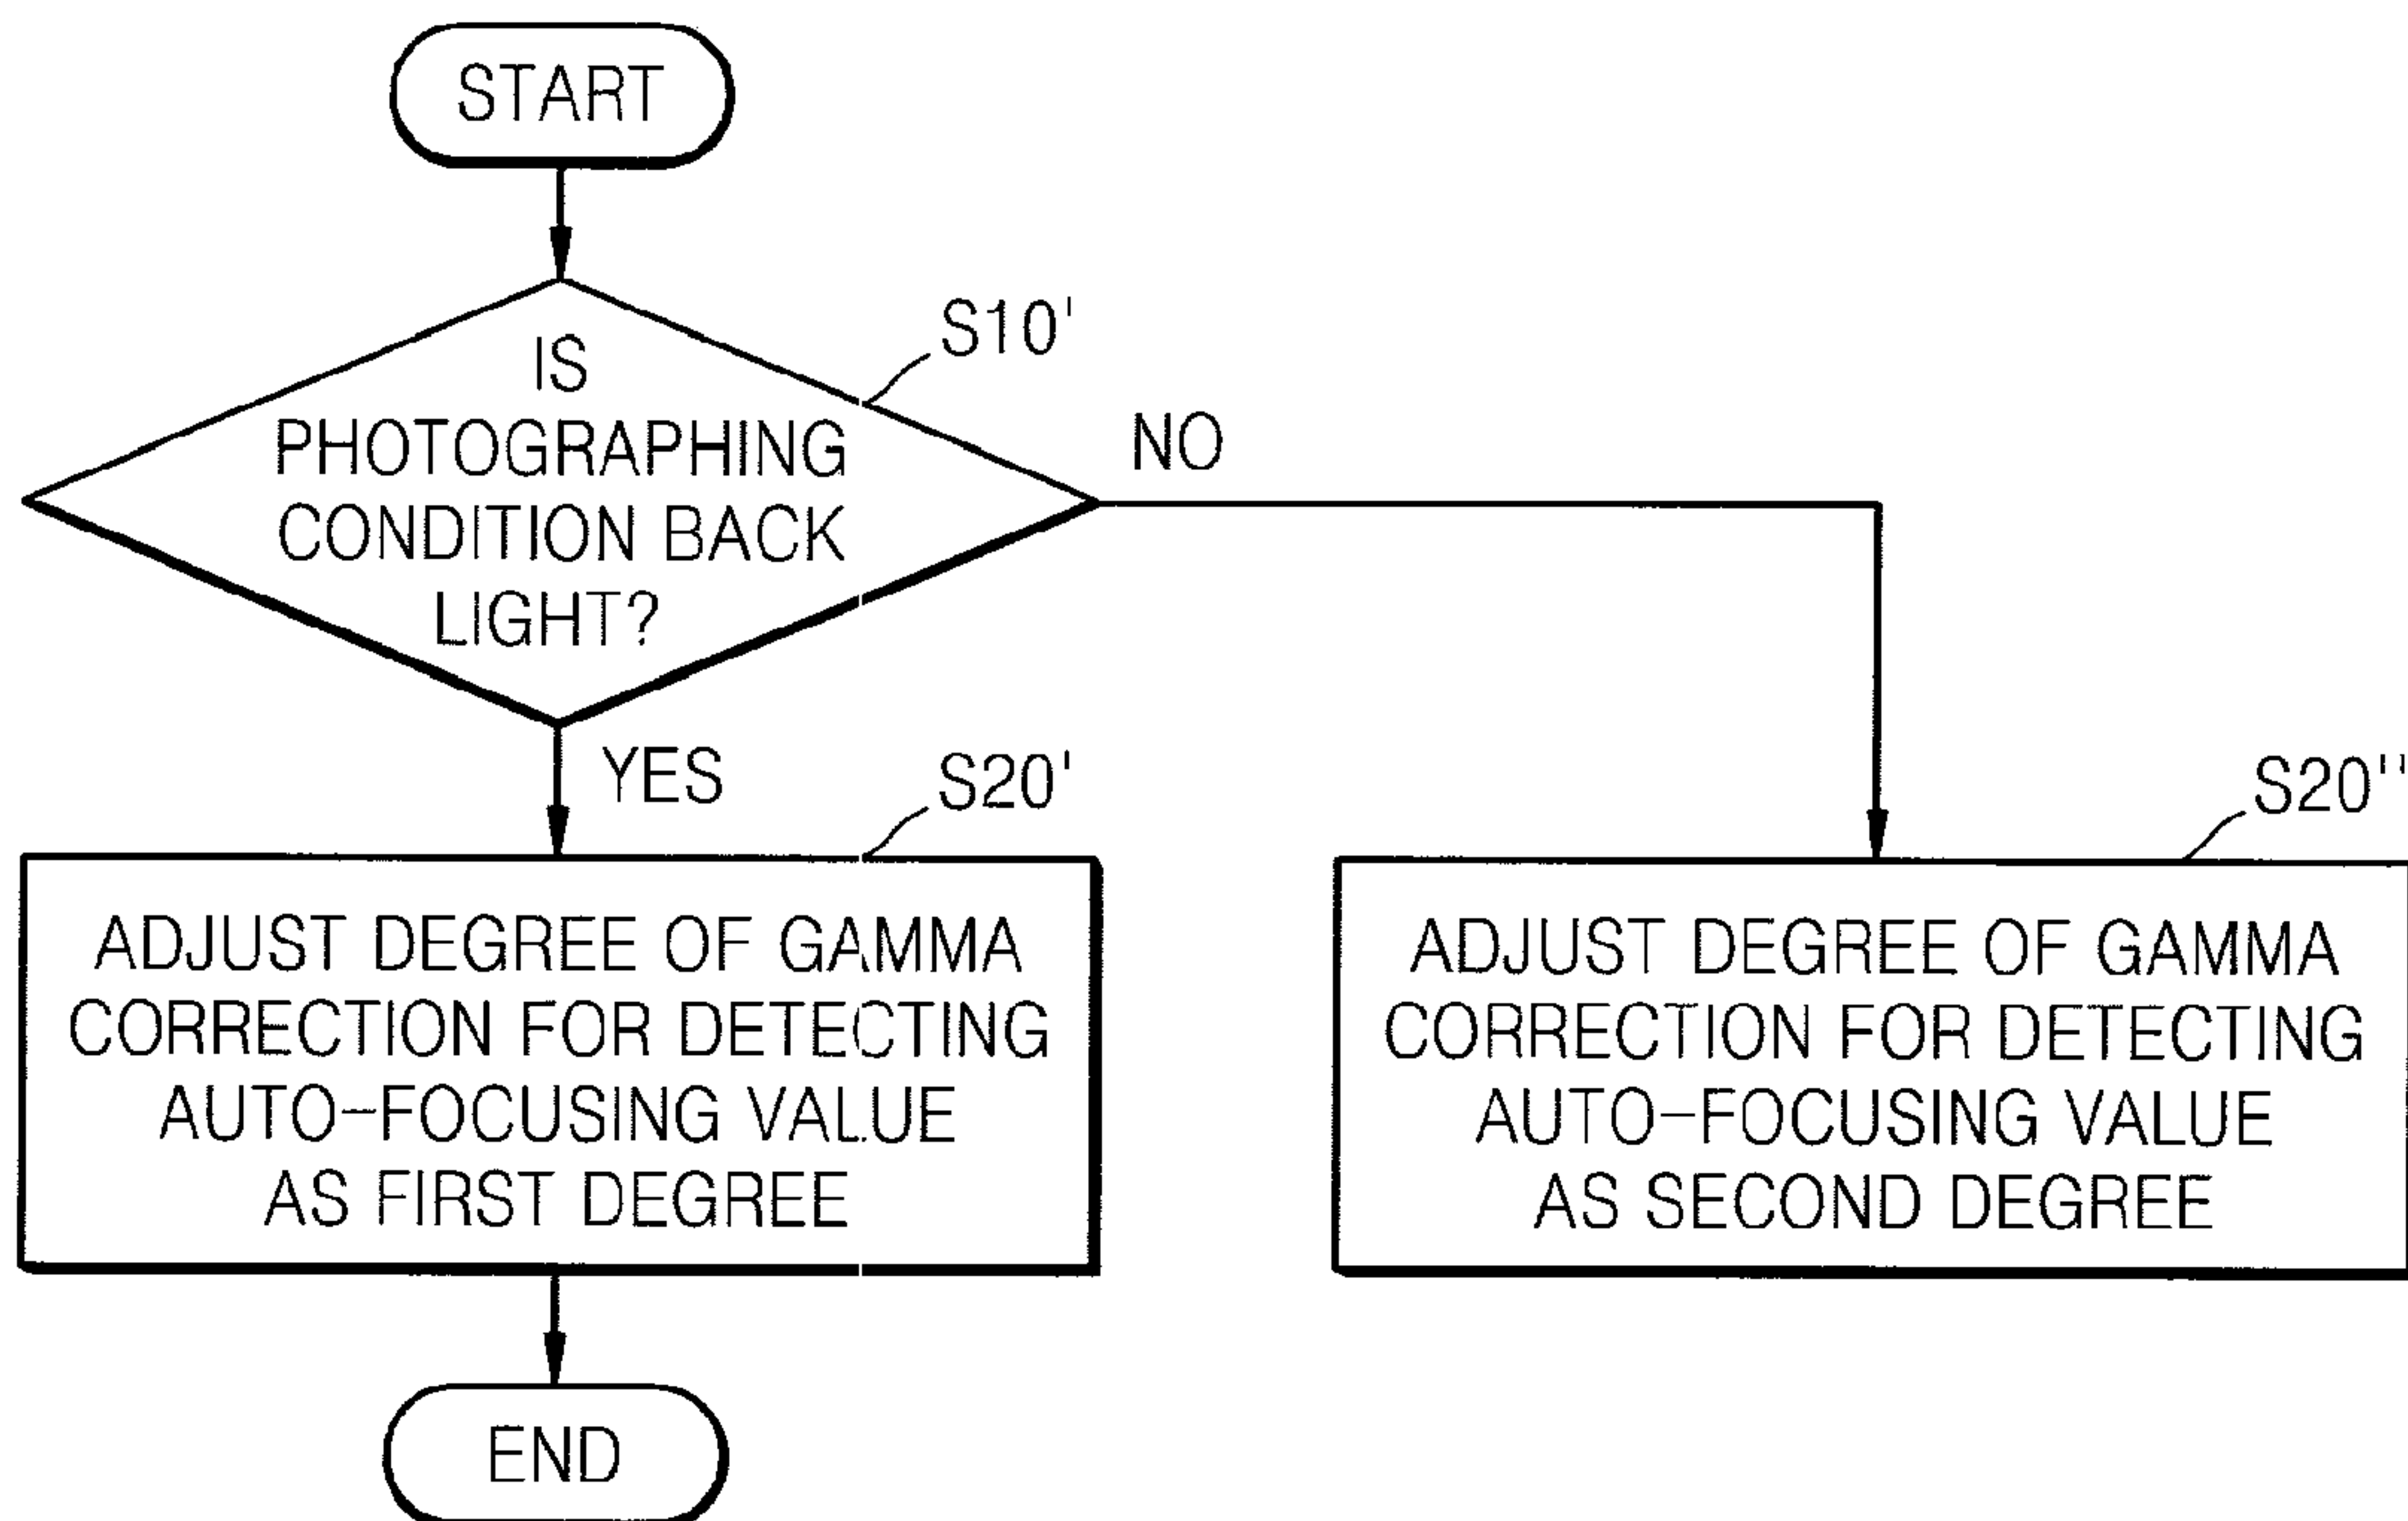 START
S10'
IS
PHOTOGRAPHING
CONDITION BACK
LIGHT?
NO
YES
S20'
S20"
ADJUST DEGREE OF GAMMA
CORRECTION FOR DETECTING
AUTO-FOCUSING VALUE
AS FIRST DEGREE
ADJUST DEGREE OF GAMMA
CORRECTION FOR DETECTING
AUTO-FOCUSING VALUE
AS SECOND DEGREE
END